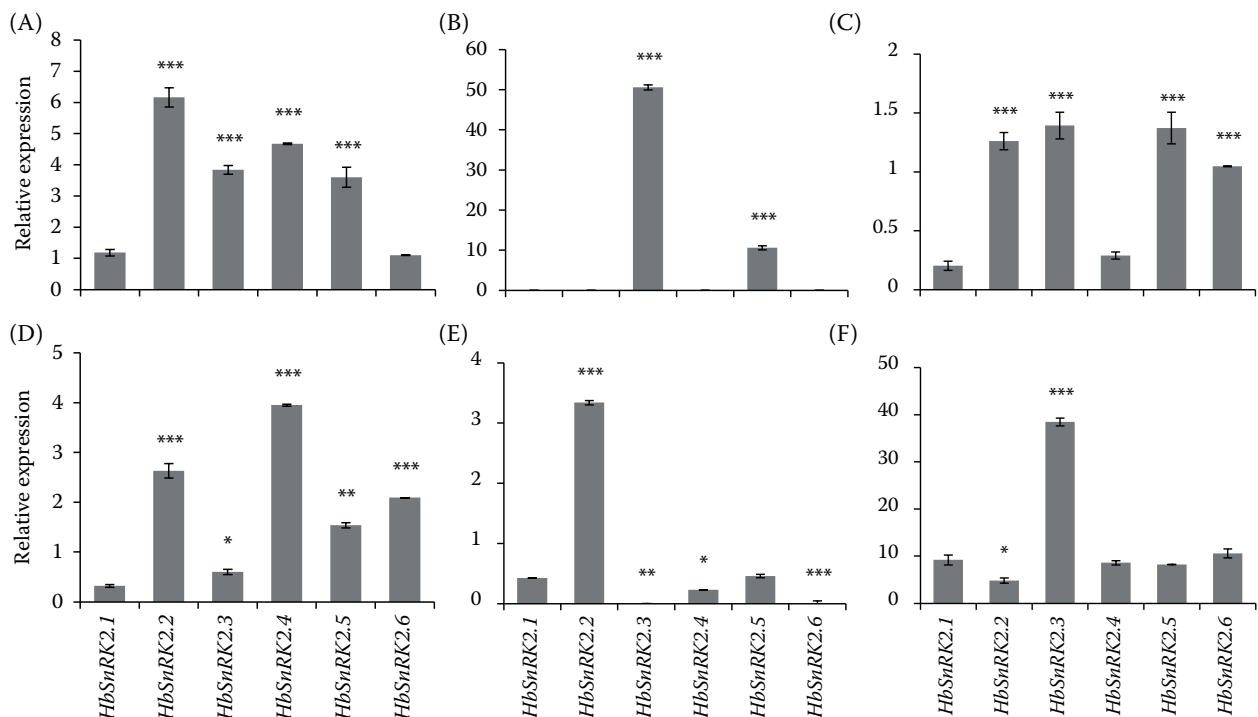 (A)
Relative expression
8
7
6
5
4
3
2
1
0
***
***
***
***
(B)
60
50
40
30
20
10
0
***
***
(C)
2
1.5
1
0.5
0
***
***
***
***
(D)
Relative expression
5
4
3
2
1
0
***
*
***
**
***
HbSnRK2.1
HbSnRK2.2
HbSnRK2.3
HbSnRK2.4
HbSnRK2.5
HbSnRK2.6
(E)
4
3
4
1
0
***
**
*
***
HbSnRK2.1
HbSnRK2.2
HbSnRK2.3
HbSnRK2.4
HbSnRK2.5
HbSnRK2.6
(F)
50
40
30
20
10
0
*
***
HbSnRK2.1
HbSnRK2.2
HbSnRK2.3
HbSnRK2.4
HbSnRK2.5
HbSnRK2.6